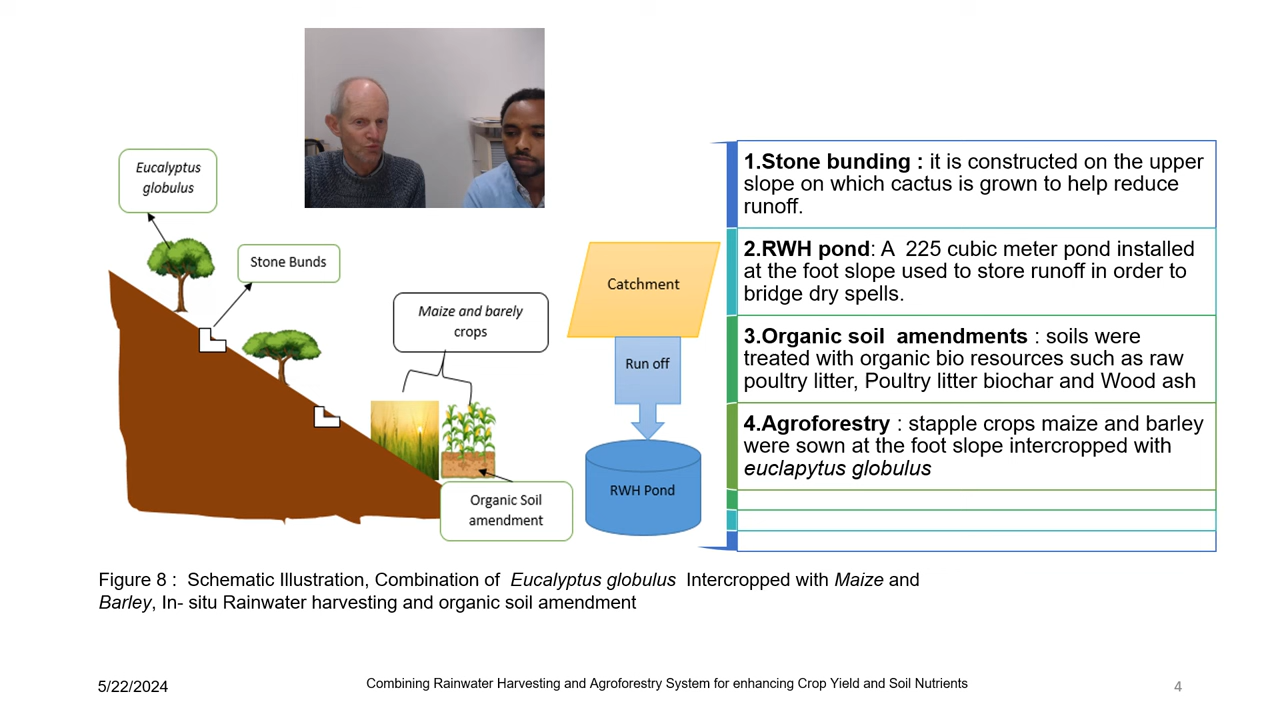 Eucalyptus
globulus
Stone Bunds
Maize and barely
crops
Organic Soil
amendment
Catchment
Run off
RWH Pond
1.Stone bunding : it is constructed on the upper
slope on which cactus is grown to help reduce
runoff.
2.RWH pond: A 225 cubic meter pond installed
at the foot slope used to store runoff in order to
bridge dry spells.
3.Organic soil amendments : soils were
treated with organic bio resources such as raw
poultry litter, Poultry litter biochar and Wood ash
4.Agroforestry : stapple crops maize and barley
were sown at the foot slope intercropped with
euclapytus globulus
Figure 8 : Schematic Illustration, Combination of Eucalyptus globulus Intercropped with Maize and
Barley, In- situ Rainwater harvesting and organic soil amendment
5/22/2024
Combining Rainwater Harvesting and Agroforestry System for enhancing Crop Yield and Soil Nutrients
4